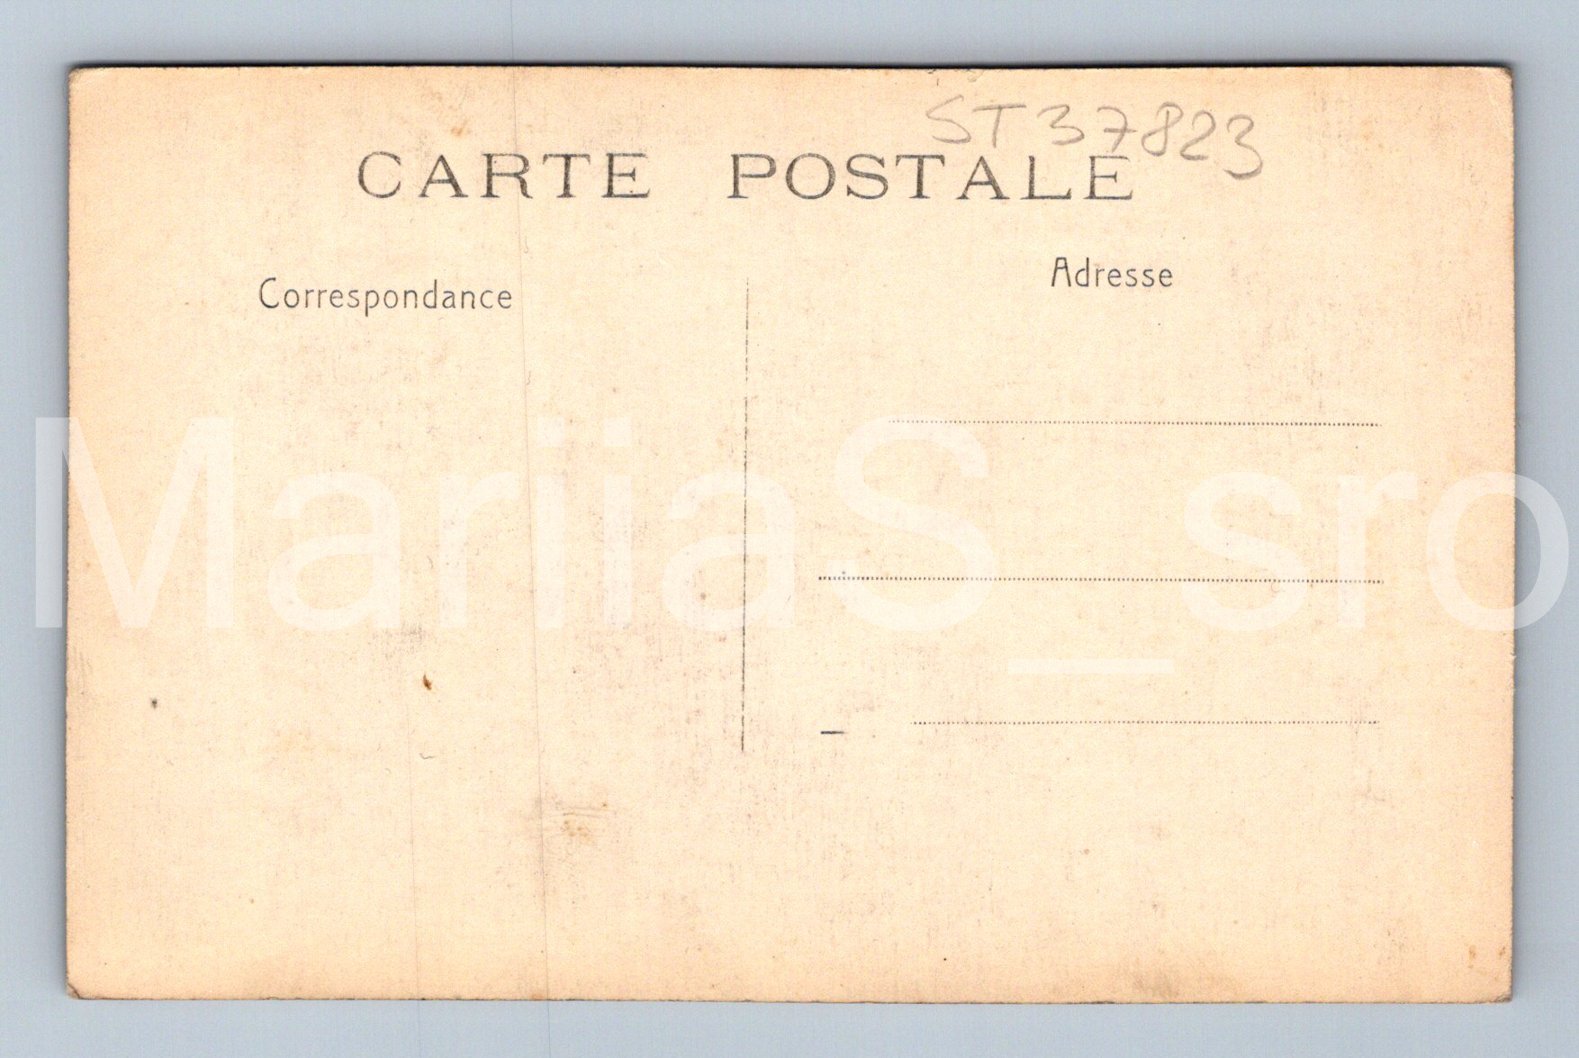 ST37823
CARTE POSTALE
Correspondance
Adresse
MariiaS_sro